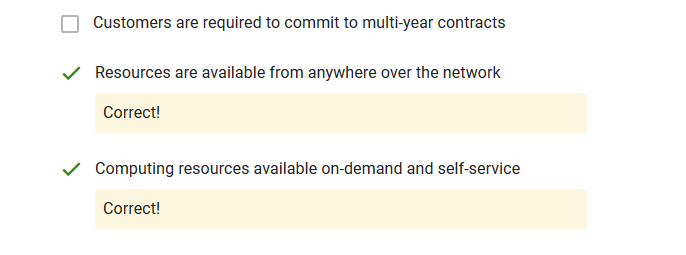 Customers are required to commit to multi-year contracts
Resources are available from anywhere over the network
Correct!
Computing resources available on-demand and self-service
Correct!